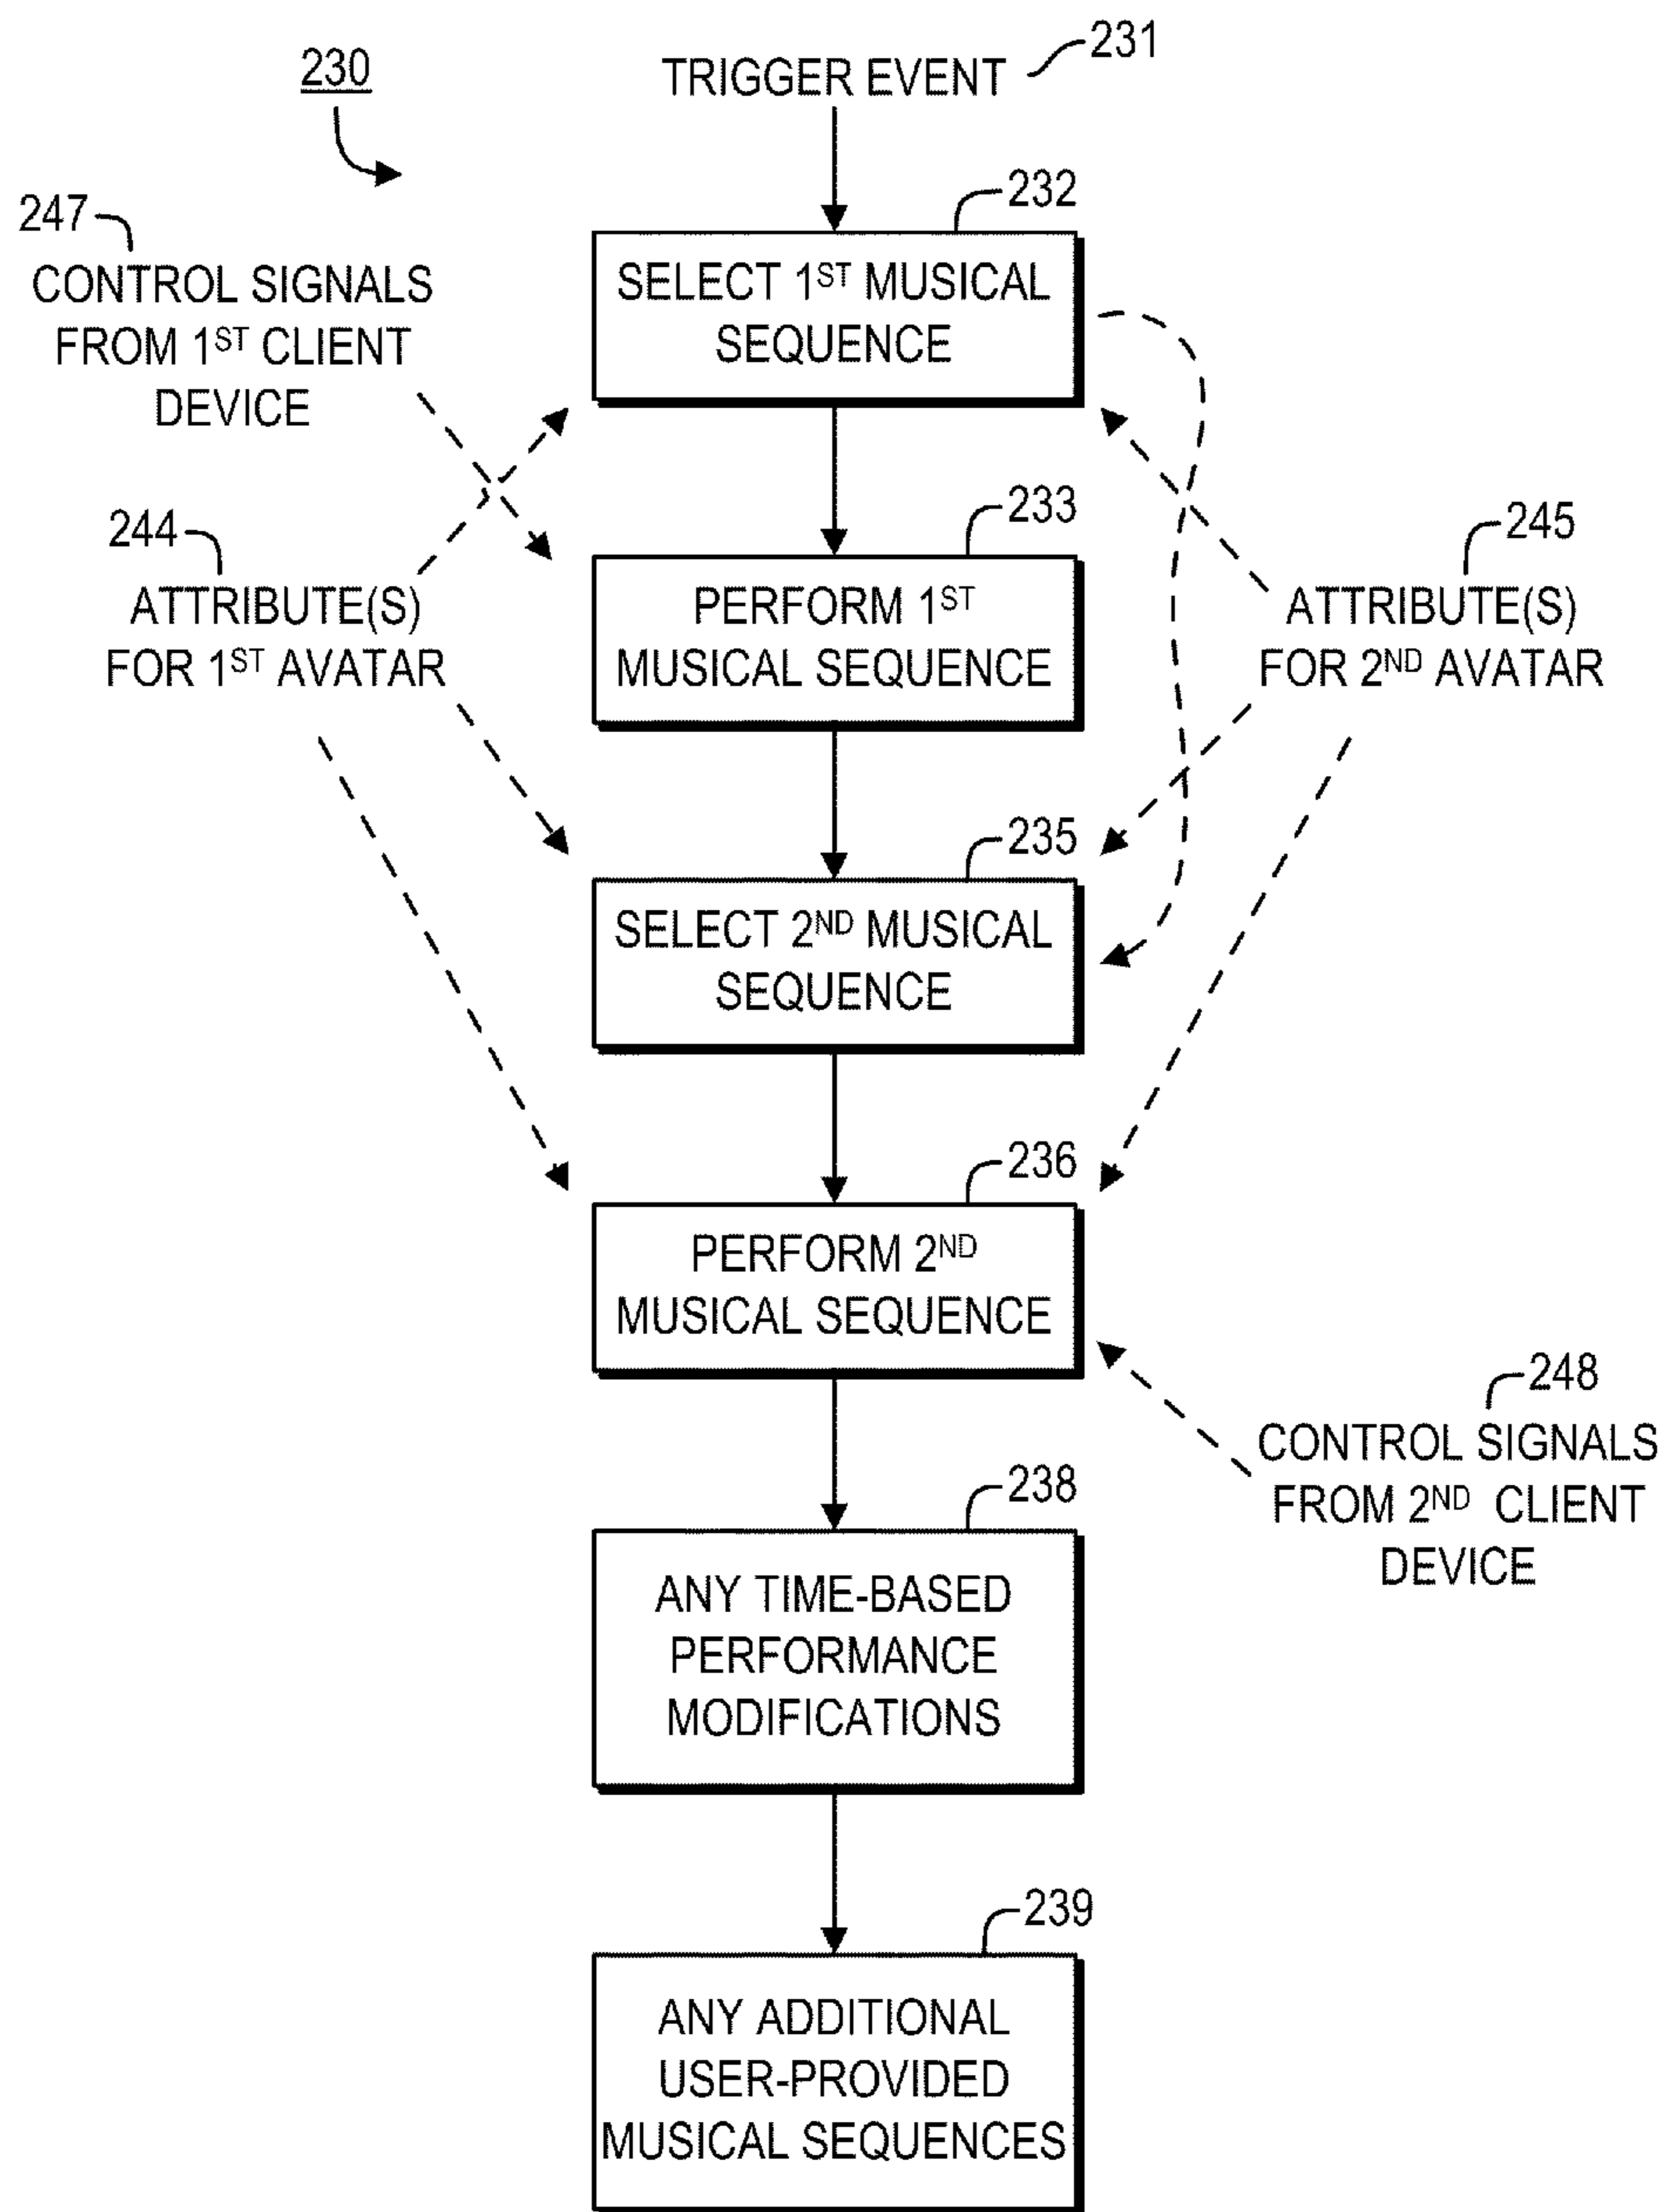 230
TRIGGER EVENT
231
232
SELECT 1ST MUSICAL
SEQUENCE
247
CONTROL SIGNALS
FROM 1ST CLIENT
DEVICE
233
PERFORM 1ST
MUSICAL SEQUENCE
244
ATTRIBUTE(S)
FOR 1ST AVATAR
245
ATTRIBUTE(S)
FOR 2ND AVATAR
235
SELECT 2ND MUSICAL
SEQUENCE
236
PERFORM 2ND
MUSICAL SEQUENCE
248
CONTROL SIGNALS
FROM 2ND CLIENT
DEVICE
238
ANY TIME-BASED
PERFORMANCE
MODIFICATIONS
239
ANY ADDITIONAL
USER-PROVIDED
MUSICAL SEQUENCES